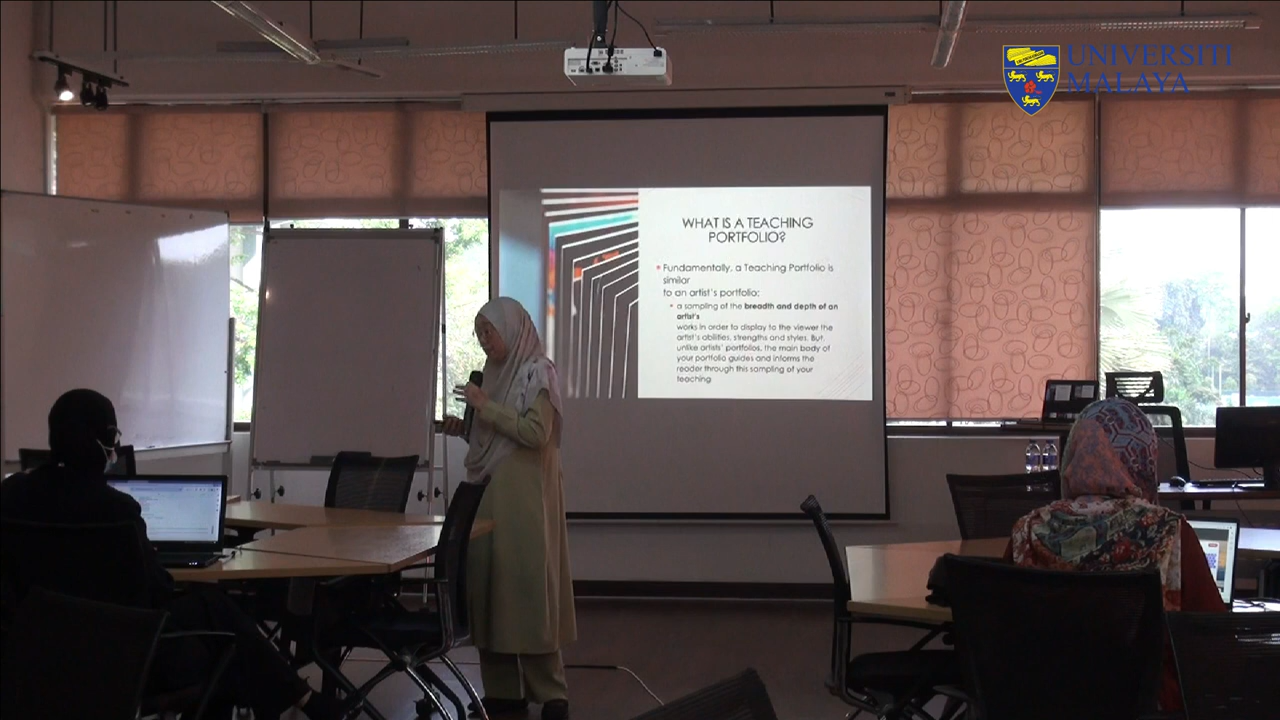 UNIVERSITI
MALAYA
WHAT IS A TEACHING
PORTFOLIO?
Fundamentally, a Teaching Portfolio is
similar
to an artist's portfolio:
a sampling of the breadth and depth of an
artist's
works in order to display to the viewer the
artist's abilities, strengths and styles. But,
unlike artists' portfolios, the main body of
your portfolio guides and informs the
reader through this sampling of your
teaching